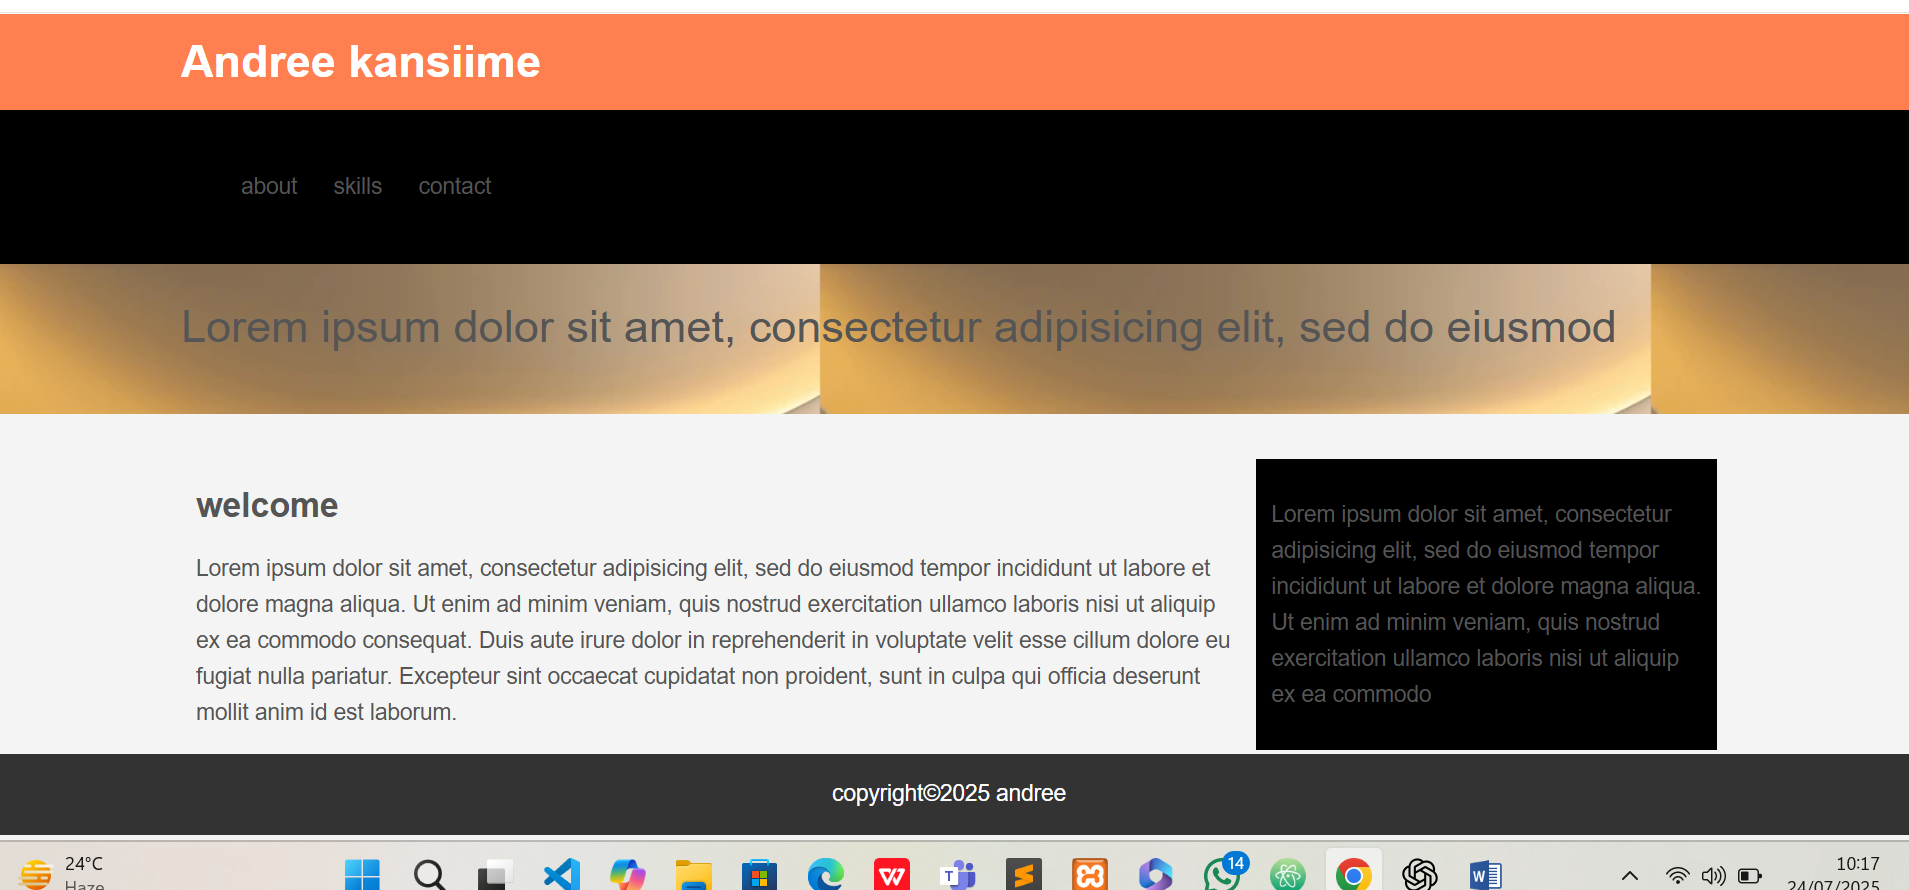 Andree kansiime
about skills contact
Lorem ipsum dolor sit amet, consectetur adipisicing elit, sed do eiusmod
welcome
Lorem ipsum dolor sit amet, consectetur adipisicing elit, sed do eiusmod tempor incididunt ut labore et
dolore magna aliqua. Ut enim ad minim veniam, quis nostrud exercitation ullamco laboris nisi ut aliquip
ex ea commodo consequat. Duis aute irure dolor in reprehenderit in voluptate velit esse cillum dolore eu
fugiat nulla pariatur. Excepteur sint occaecat cupidatat non proident, sunt in culpa qui officia deserunt
mollit anim id est laborum.
Lorem ipsum dolor sit amet, consectetur
adipisicing elit, sed do eiusmod tempor
incididunt ut labore et dolore magna aliqua.
Ut enim ad minim veniam, quis nostrud
exercitation ullamco laboris nisi ut aliquip
ex ea commodo
copyright©2025 andree
24°C
Haze
14
10:17
24/07/2025